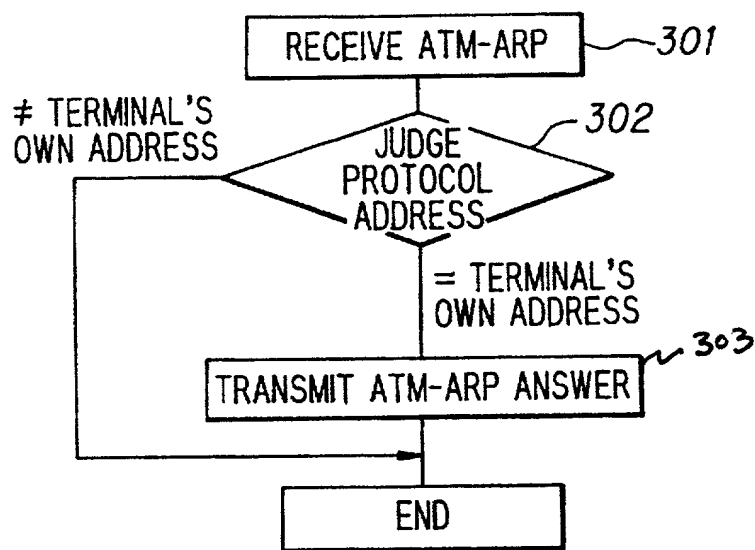 RECEIVE ATM-ARP
301
≠ TERMINAL'S
OWN ADDRESS
302
JUDGE
PROTOCOL
ADDRESS
= TERMINAL'S
OWN ADDRESS
303
TRANSMIT ATM-ARP ANSWER
END